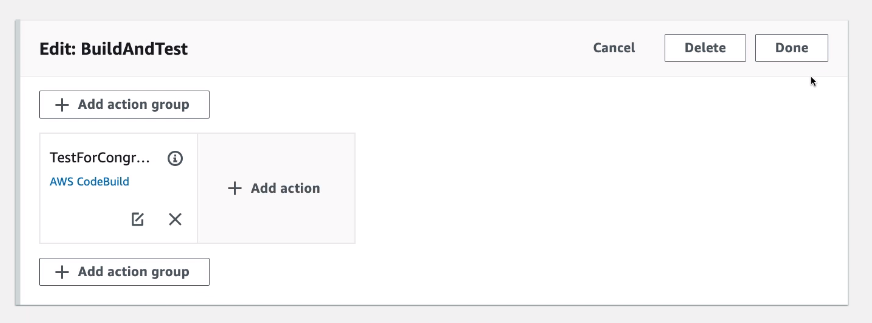 Edit: BuildAndTest
Cancel
Delete
Done
+ Add action group
TestForCongr...
AWS CodeBuild
+ Add action
+ Add action group